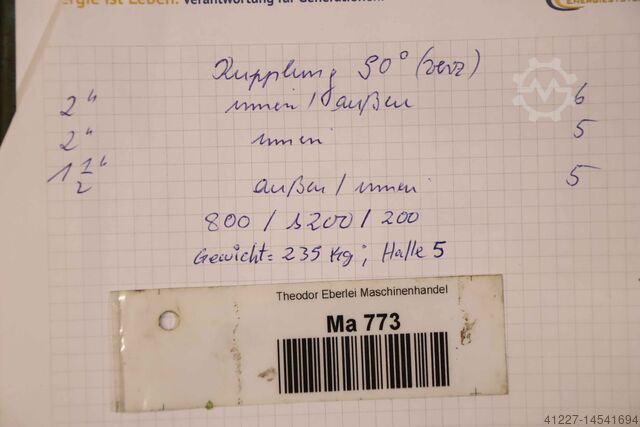 ergie ist Leben. Verantwortung für Generationen.
Kupplung 90° (verz)
2" innen / außen 6
2" innen 5
1 1/2" außen / innen 5
800 / 1200 / 200
Gewicht = 235 kg; Halle 5
Theodor Eberlei Maschinenhandel
Ma 773
41227-14541694